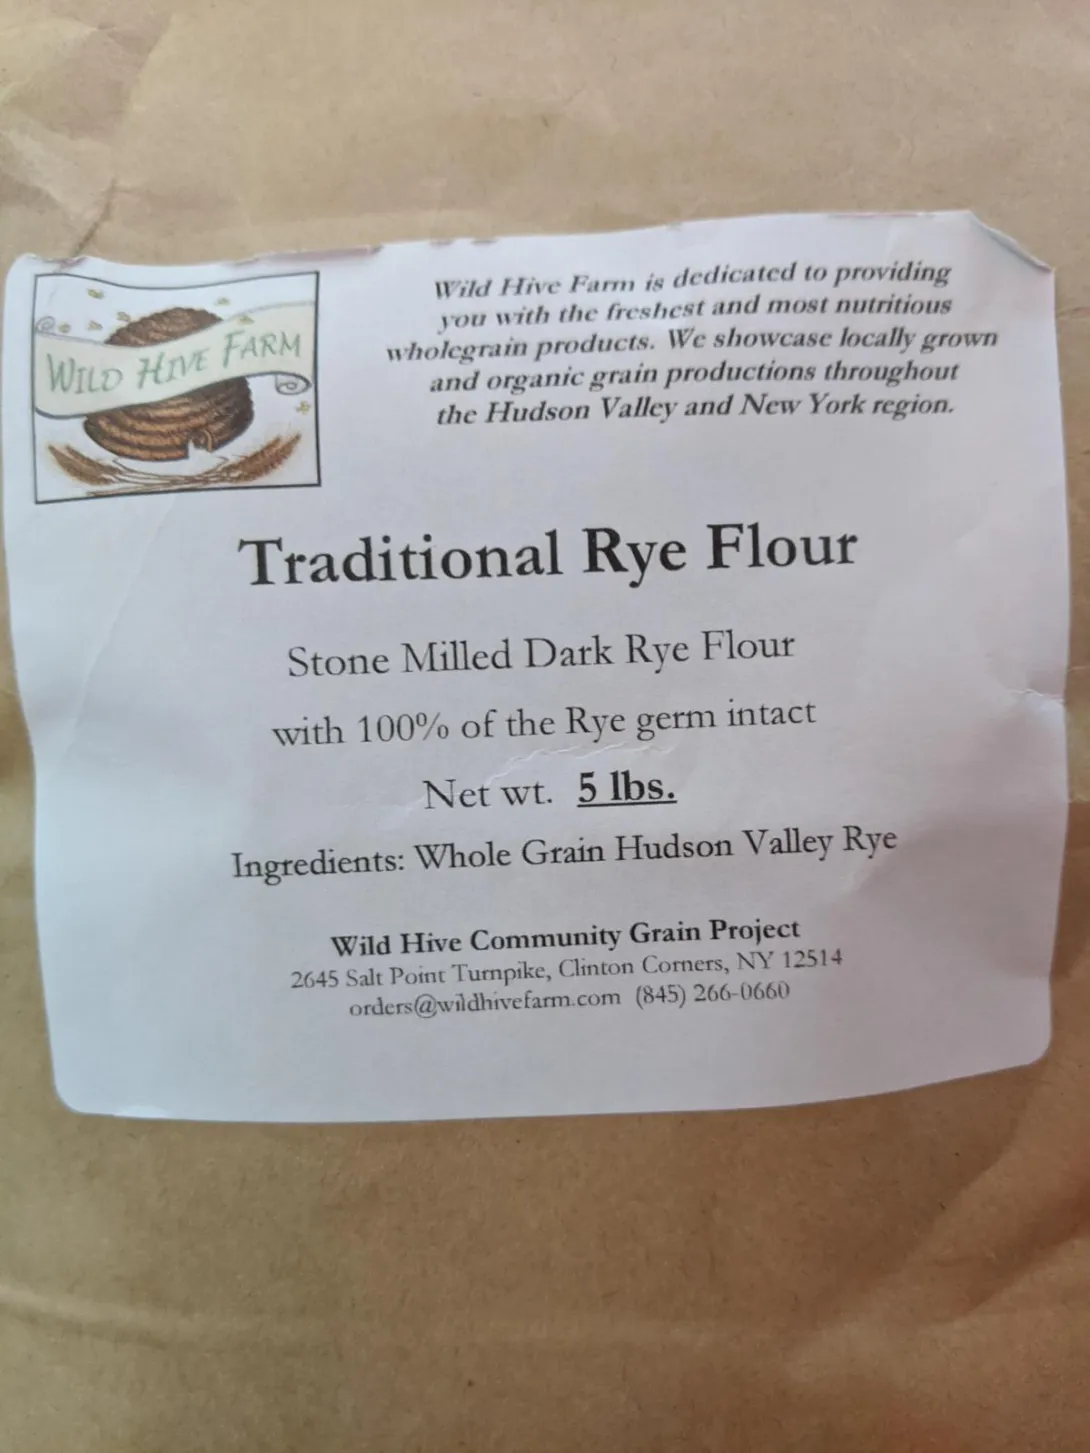 WILD HIVE FARM
Wild Hive Farm is dedicated to providing
you with the freshest and most nutritious
wholegrain products. We showcase locally grown
and organic grain productions throughout
the Hudson Valley and New York region.
Traditional Rye Flour
Stone Milled Dark Rye Flour
with 100% of the Rye germ intact
Net wt. 5 lbs.
Ingredients: Whole Grain Hudson Valley Rye
Wild Hive Community Grain Project
2645 Salt Point Turnpike, Clinton Corners, NY 12514
orders@wildhivefarm.com (845) 266-0660